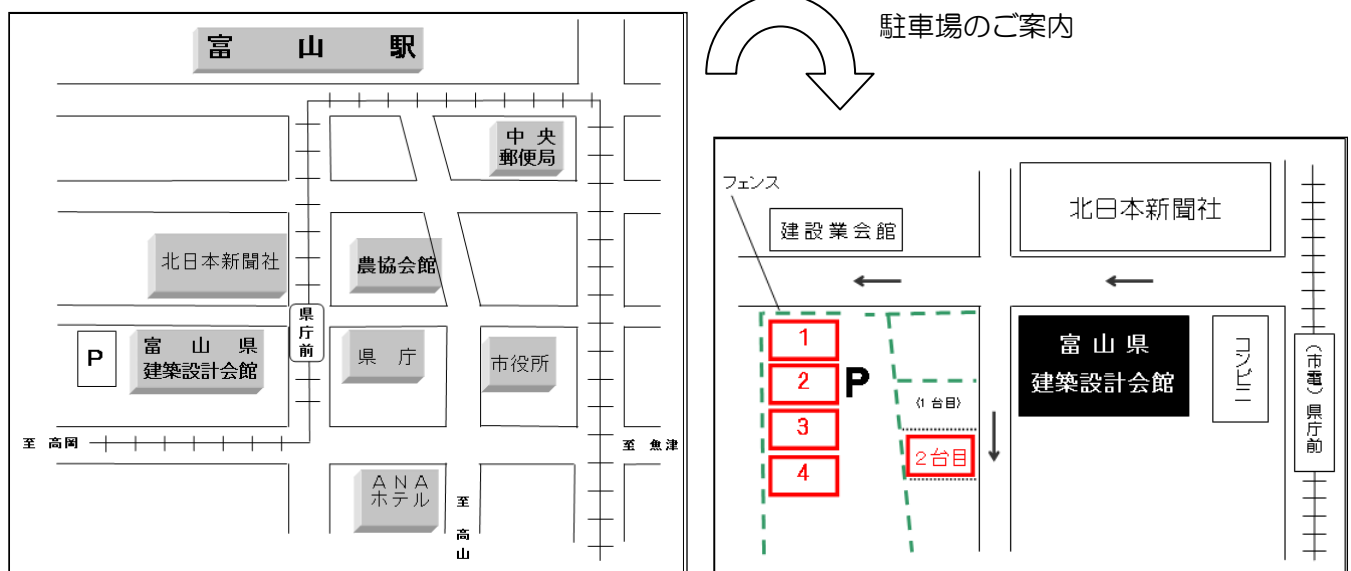 富山駅
中央
郵便局
北日本新聞社
農協会館
県庁前
P
富山県
建築設計会館
県庁
市役所
至 高岡
至 魚津
ANA
ホテル
至 高山
駐車場のご案内
フェンス
建設業会館
北日本新聞社
1
2
3
4
P
(1台目)
2台目
富山県
建築設計会館
コンビニ
(市電)県庁前